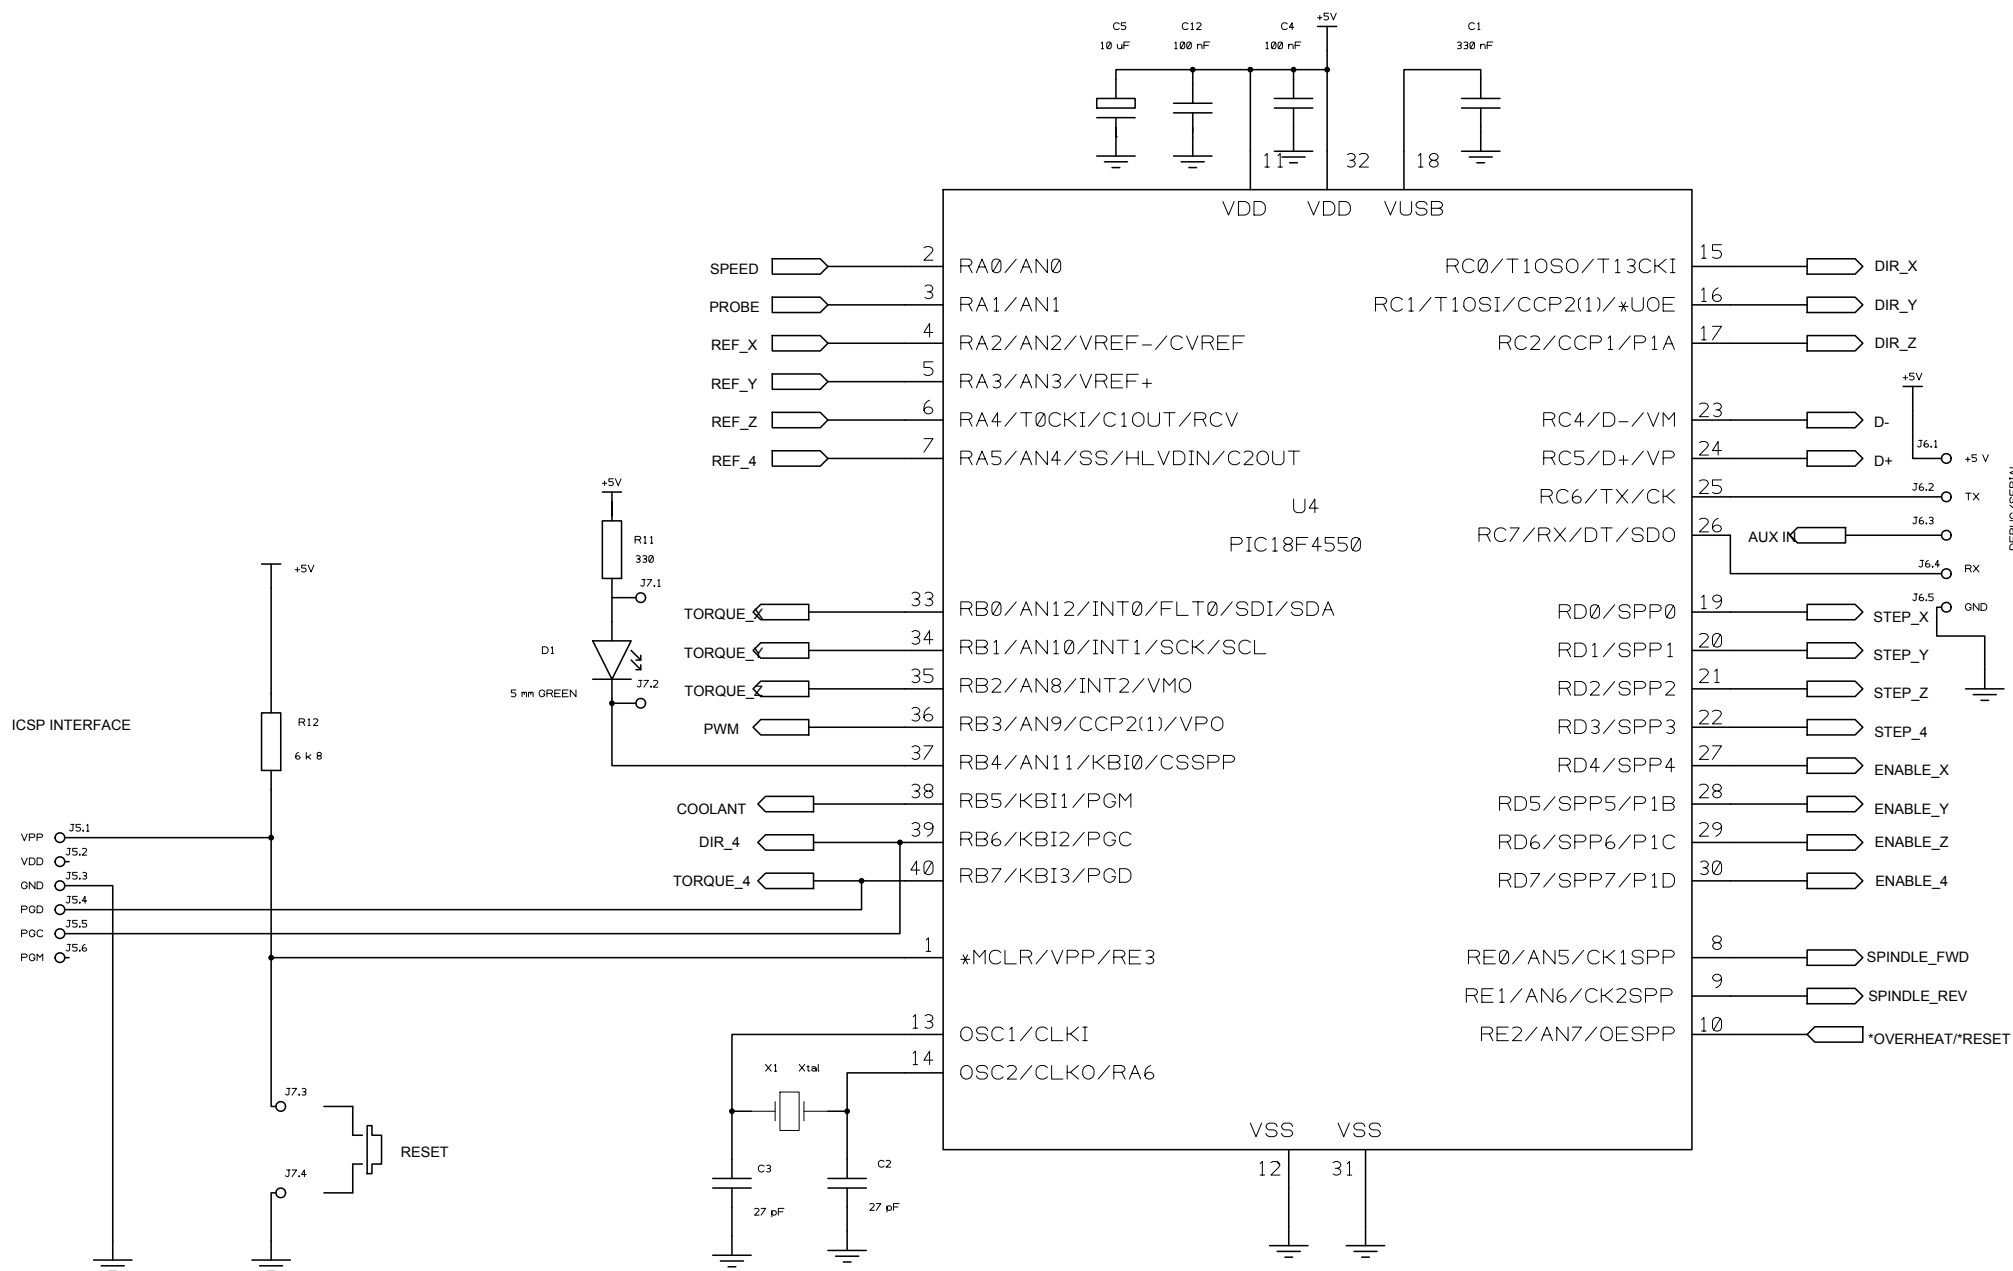 +5V
C5
10 uF
C12
100 nF
C4
100 nF
C1
330 nF
11
32
18
VDD
VDD
VUSB
SPEED
2
RA0/AN0
PROBE
3
RA1/AN1
REF_X
4
RA2/AN2/VREF-/CVREF
REF_Y
5
RA3/AN3/VREF+
REF_Z
6
RA4/T0CKI/C1OUT/RCV
REF_4
7
RA5/AN4/SS/HLVDIN/C2OUT
RC0/T1OSO/T13CKI
15
DIR_X
RC1/T1OSI/CCP2(1)/*UOE
16
DIR_Y
RC2/CCP1/P1A
17
DIR_Z
+5V
RC4/D-/VM
23
D-
RC5/D+/VP
24
D+
J6.1
+5 V
RC6/TX/CK
25
J6.2
TX
RC7/RX/DT/SDO
26
AUX IN
J6.3
J6.4
RX
J6.5
GND
DEBUG/SERIAL
U4
PIC18F4550
+5V
R11
330
J7.1
D1
5 mm GREEN
J7.2
TORQUE_X
33
RB0/AN12/INT0/FLT0/SDI/SDA
TORQUE_Y
34
RB1/AN10/INT1/SCK/SCL
TORQUE_Z
35
RB2/AN8/INT2/VMO
PWM
36
RB3/AN9/CCP2(1)/VPO
37
RB4/AN11/KBI0/CSSPP
COOLANT
38
RB5/KBI1/PGM
DIR_4
39
RB6/KBI2/PGC
TORQUE_4
40
RB7/KBI3/PGD
RD0/SPP0
19
STEP_X
RD1/SPP1
20
STEP_Y
RD2/SPP2
21
STEP_Z
RD3/SPP3
22
STEP_4
RD4/SPP4
27
ENABLE_X
RD5/SPP5/P1B
28
ENABLE_Y
RD6/SPP6/P1C
29
ENABLE_Z
RD7/SPP7/P1D
30
ENABLE_4
+5V
ICSP INTERFACE
R12
6 k 8
VPP
J5.1
VDD
J5.2
GND
J5.3
PGD
J5.4
PGC
J5.5
PGM
J5.6
1
*MCLR/VPP/RE3
RE0/AN5/CK1SPP
8
SPINDLE_FWD
RE1/AN6/CK2SPP
9
SPINDLE_REV
RE2/AN7/OESPP
10
*OVERHEAT/*RESET
13
OSC1/CLKI
14
OSC2/CLKO/RA6
X1
Xtal
J7.3
RESET
J7.4
C3
27 pF
C2
27 pF
VSS
VSS
12
31